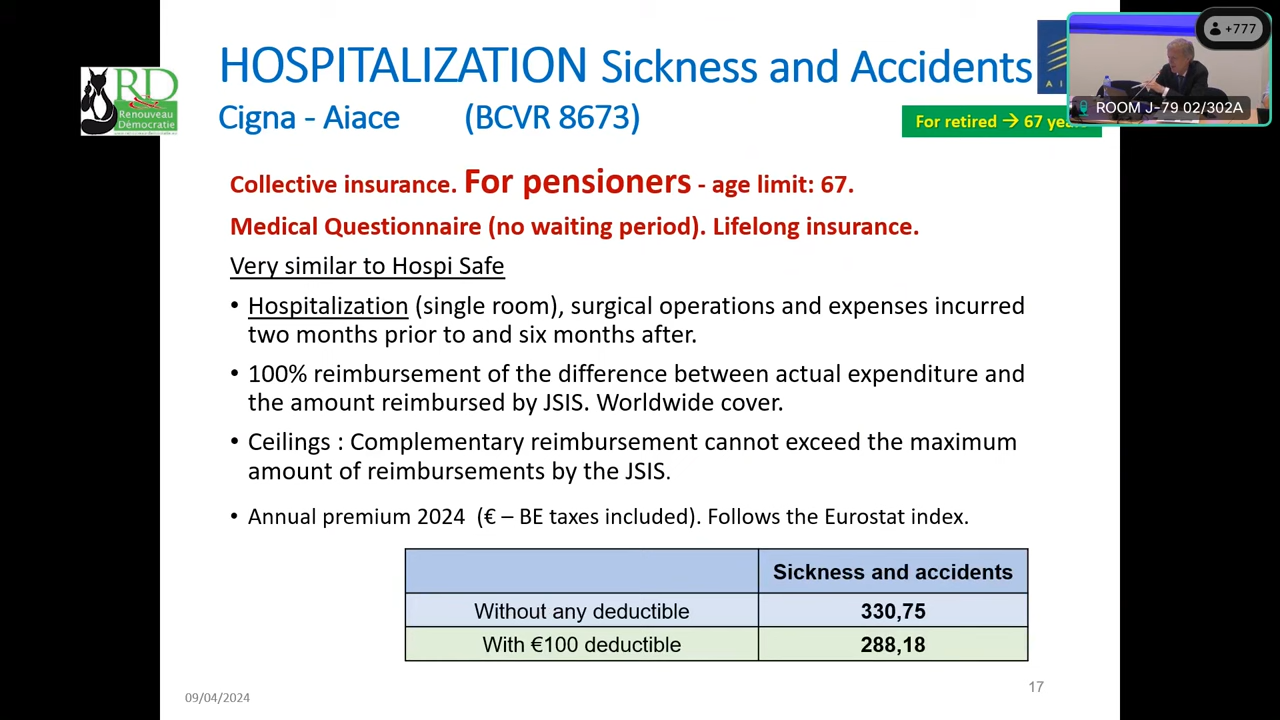 HOSPITALIZATION Sickness and Accidents
Cigna - Aiace (BCVR 8673)
RD
Renouveau
Démocratie
+777
ROOM J-79 02/302A
For retired → 67
Collective insurance. For pensioners - age limit: 67.
Medical Questionnaire (no waiting period). Lifelong insurance.
Very similar to Hospi Safe
• Hospitalization (single room), surgical operations and expenses incurred
two months prior to and six months after.
• 100% reimbursement of the difference between actual expenditure and
the amount reimbursed by JSIS. Worldwide cover.
• Ceilings : Complementary reimbursement cannot exceed the maximum
amount of reimbursements by the JSIS.
• Annual premium 2024 (€ – BE taxes included). Follows the Eurostat index.
Sickness and accidents
Without any deductible 330,75
With €100 deductible 288,18
09/04/2024
17